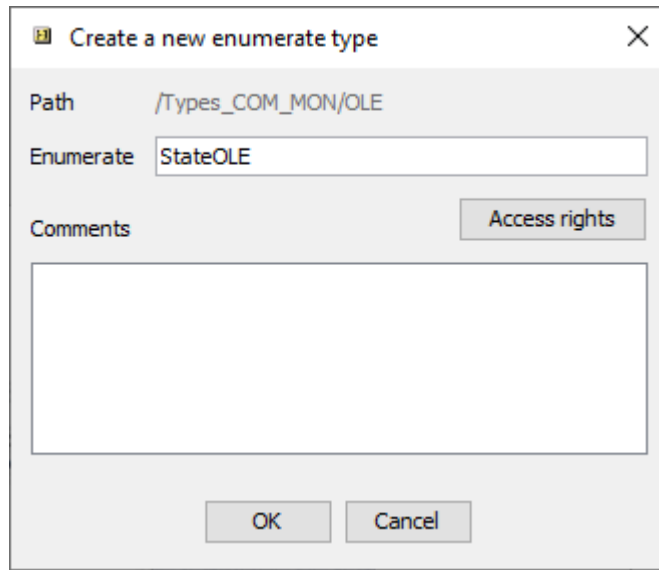 Create a new enumerate type
Path /Types_COM_MON/OLE
Enumerate StateOLE
Comments Access rights
OK Cancel